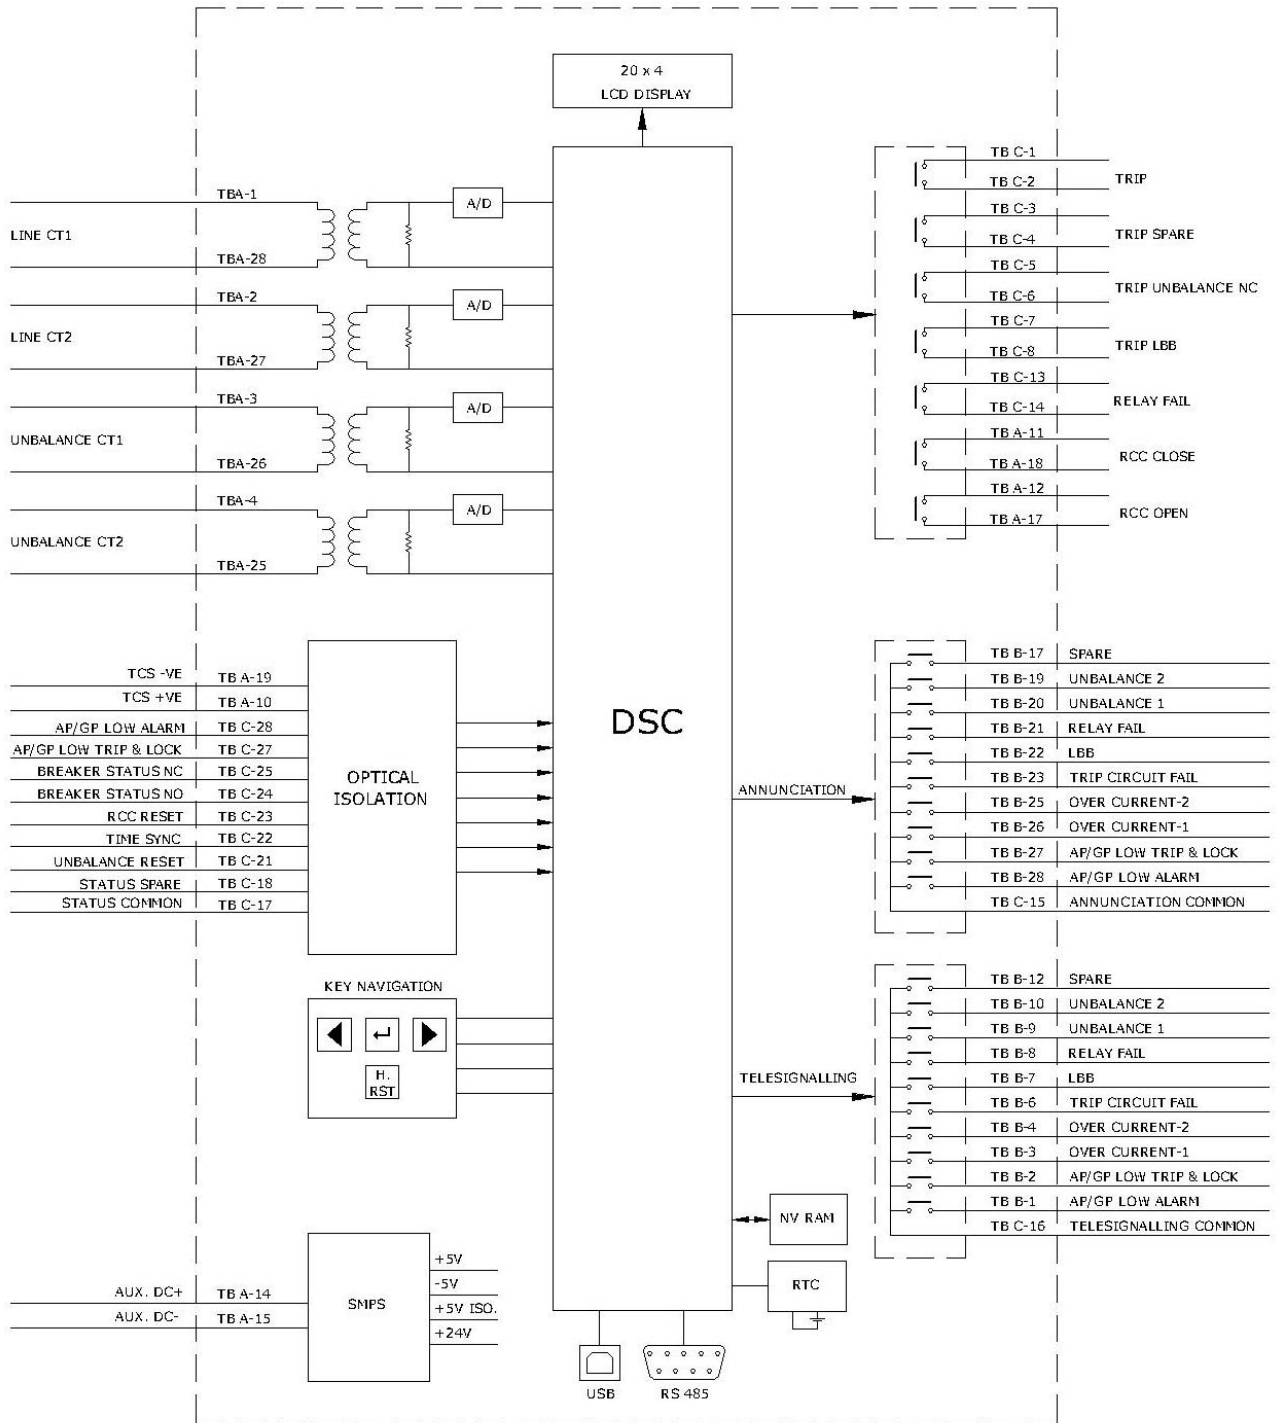 20 x 4
LCD DISPLAY
TBA-1
A/D
LINE CT1
TBA-28
TBA-2
A/D
LINE CT2
TBA-27
TBA-3
A/D
UNBALANCE CT1
TBA-26
TBA-4
A/D
UNBALANCE CT2
TBA-25
TCS -VE TB A-19
TCS +VE TB A-10
AP/GP LOW ALARM TB C-28
AP/GP LOW TRIP & LOCK TB C-27
BREAKER STATUS NC TB C-25
BREAKER STATUS NO TB C-24
RCC RESET TB C-23
TIME SYNC TB C-22
UNBALANCE RESET TB C-21
STATUS SPARE TB C-18
STATUS COMMON TB C-17
OPTICAL
ISOLATION
KEY NAVIGATION
H.
RST
AUX. DC+ TB A-14
AUX. DC- TB A-15
SMPS
+5V
-5V
+5V ISO.
+24V
DSC
USB
RS 485
TB C-1
TB C-2
TRIP
TB C-3
TB C-4
TRIP SPARE
TB C-5
TB C-6
TRIP UNBALANCE NC
TB C-7
TB C-8
TRIP LBB
TB C-13
TB C-14
RELAY FAIL
TB A-11
TB A-18
RCC CLOSE
TB A-12
TB A-17
RCC OPEN
ANNUNCIATION
TB B-17 SPARE
TB B-19 UNBALANCE 2
TB B-20 UNBALANCE 1
TB B-21 RELAY FAIL
TB B-22 LBB
TB B-23 TRIP CIRCUIT FAIL
TB B-25 OVER CURRENT-2
TB B-26 OVER CURRENT-1
TB B-27 AP/GP LOW TRIP & LOCK
TB B-28 AP/GP LOW ALARM
TB C-15 ANNUNCIATION COMMON
TELESIGNALLING
TB B-12 SPARE
TB B-10 UNBALANCE 2
TB B-9 UNBALANCE 1
TB B-8 RELAY FAIL
TB B-7 LBB
TB B-6 TRIP CIRCUIT FAIL
TB B-4 OVER CURRENT-2
TB B-3 OVER CURRENT-1
TB B-2 AP/GP LOW TRIP & LOCK
TB B-1 AP/GP LOW ALARM
TB C-16 TELESIGNALLING COMMON
NV RAM
RTC